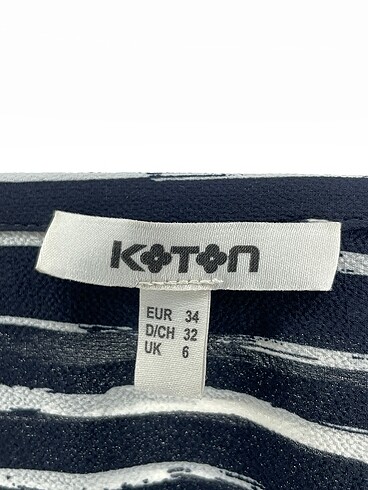 KOTON
EUR 34
D/CH 32
UK 6